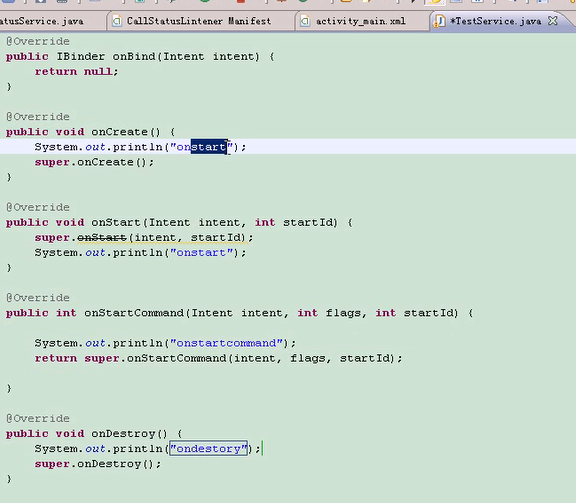 atusService.java CallStatusLintener Manifest activity_main.xml *TestService.java
@Override
public IBinder onBind(Intent intent) {
return null;
}
@Override
public void onCreate() {
System.out.println("onstart");
super.onCreate();
}
@Override
public void onStart(Intent intent, int startId) {
super.onStart(intent, startId);
System.out.println("onstart");
}
@Override
public int onStartCommand(Intent intent, int flags, int startId) {
System.out.println("onstartcommand");
return super.onStartCommand(intent, flags, startId);
}
@Override
public void onDestroy() {
System.out.println("ondestory");
super.onDestroy();
}